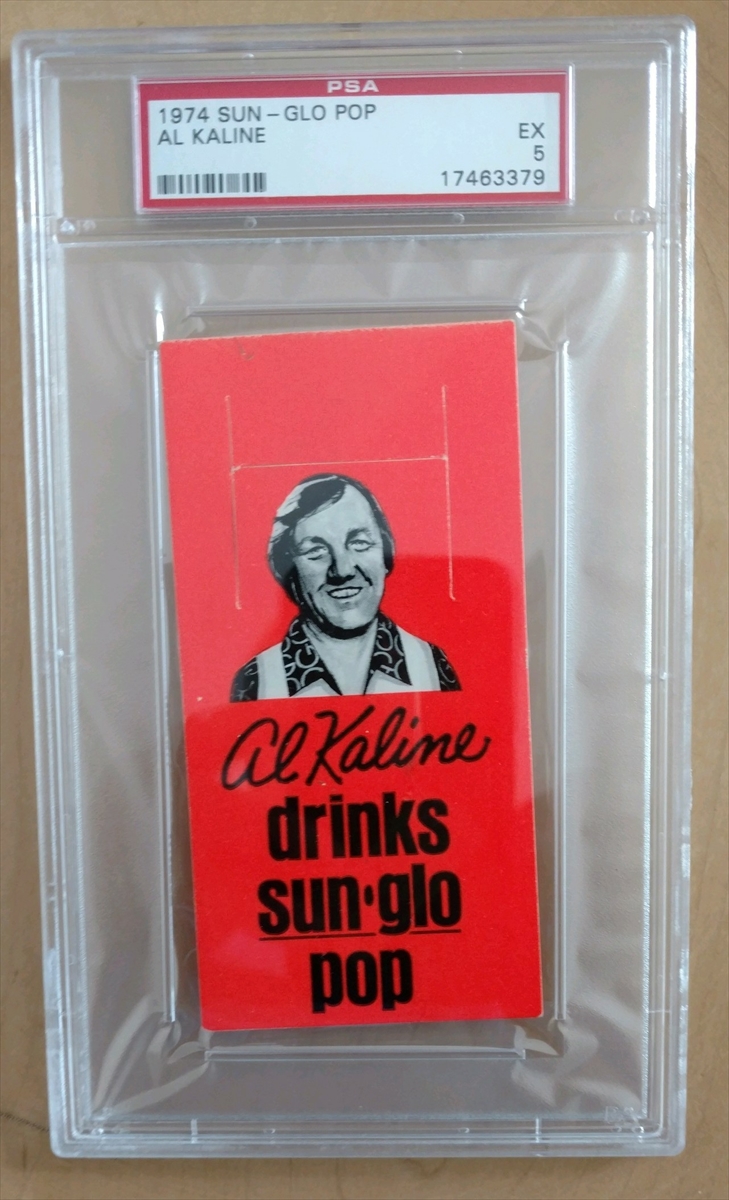 PSA
1974 SUN-GLO POP
AL KALINE
EX
5
17463379
Al Kaline
drinks
sun·glo
pop